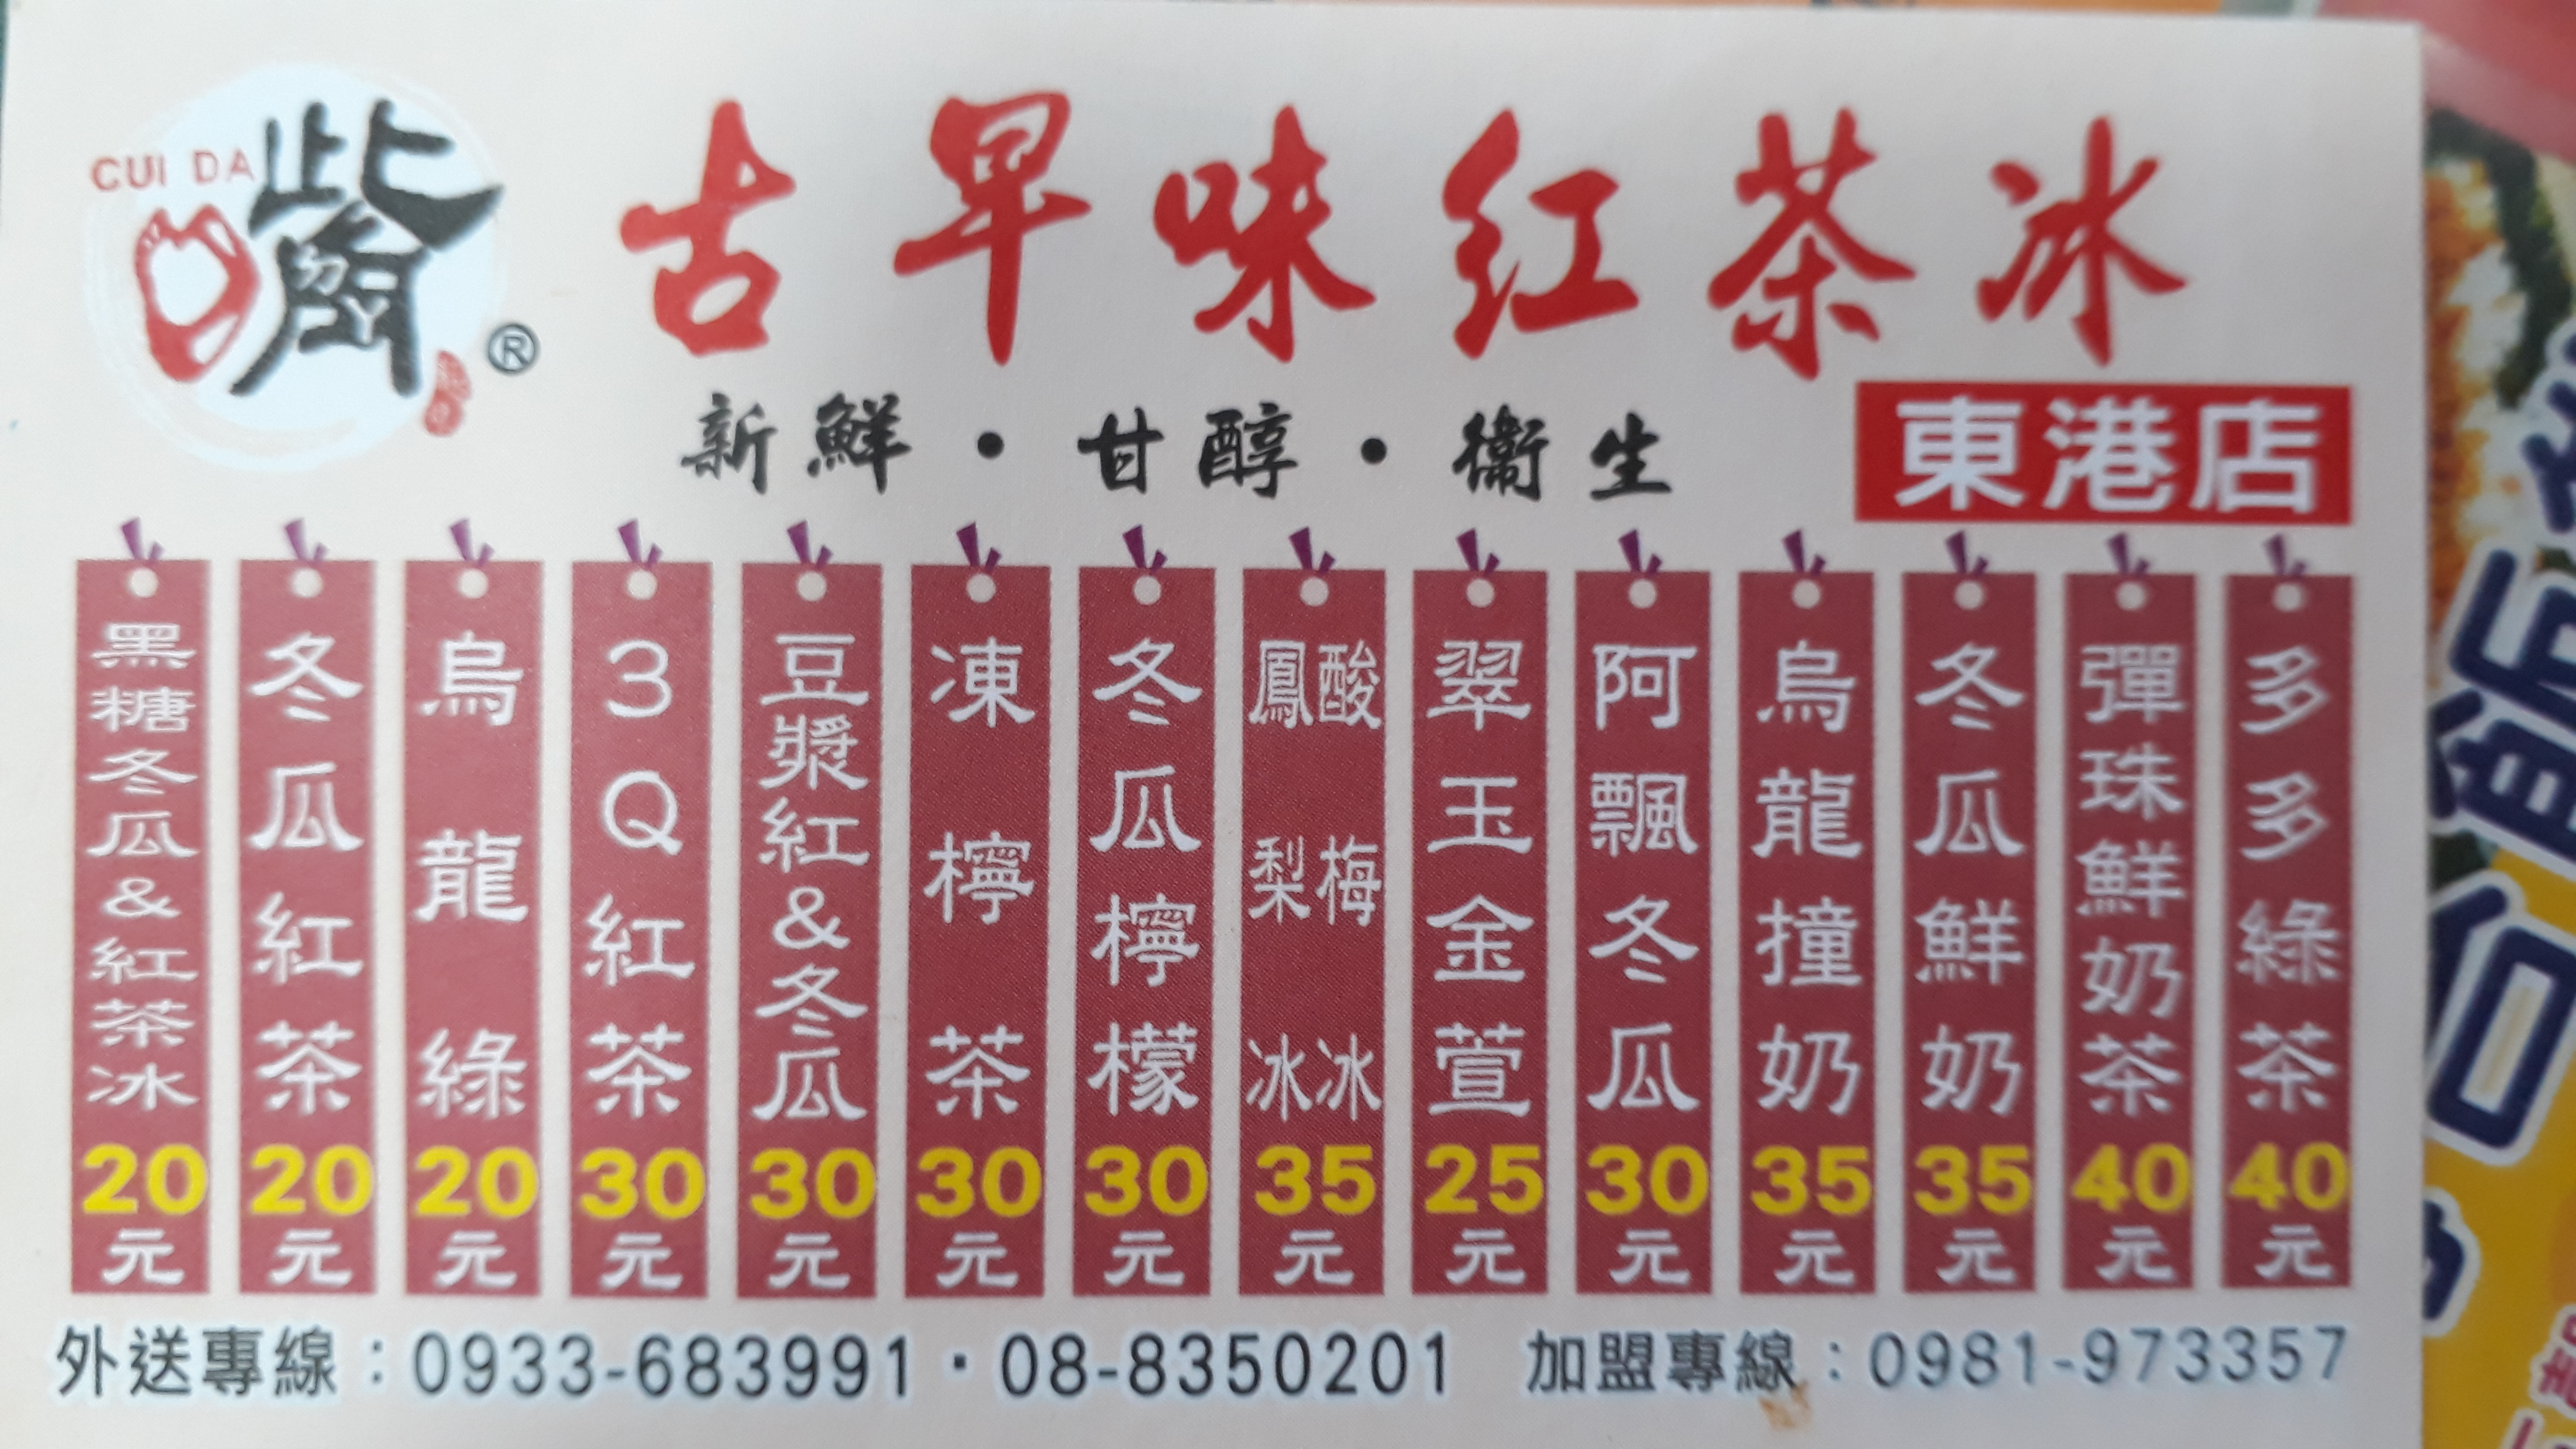 CUI DA
嘴饞
®
古早味红茶冰
新鮮・甘醇・衛生
東港店
黑糖冬瓜&紅茶冰 20元
冬瓜紅茶 20元
烏龍綠 20元
3Q紅茶 30元
豆漿紅&冬瓜 30元
凍檸茶 30元
冬瓜檸檬 30元
鳳梨冰
酸梅冰
35元
翠玉金萱 25元
阿飄冬瓜 30元
烏龍撞奶 35元
冬瓜鮮奶 35元
彈珠鮮奶茶 40元
多多綠茶 40元
外送專線：0933-683991・08-8350201 加盟專線：0981-973357